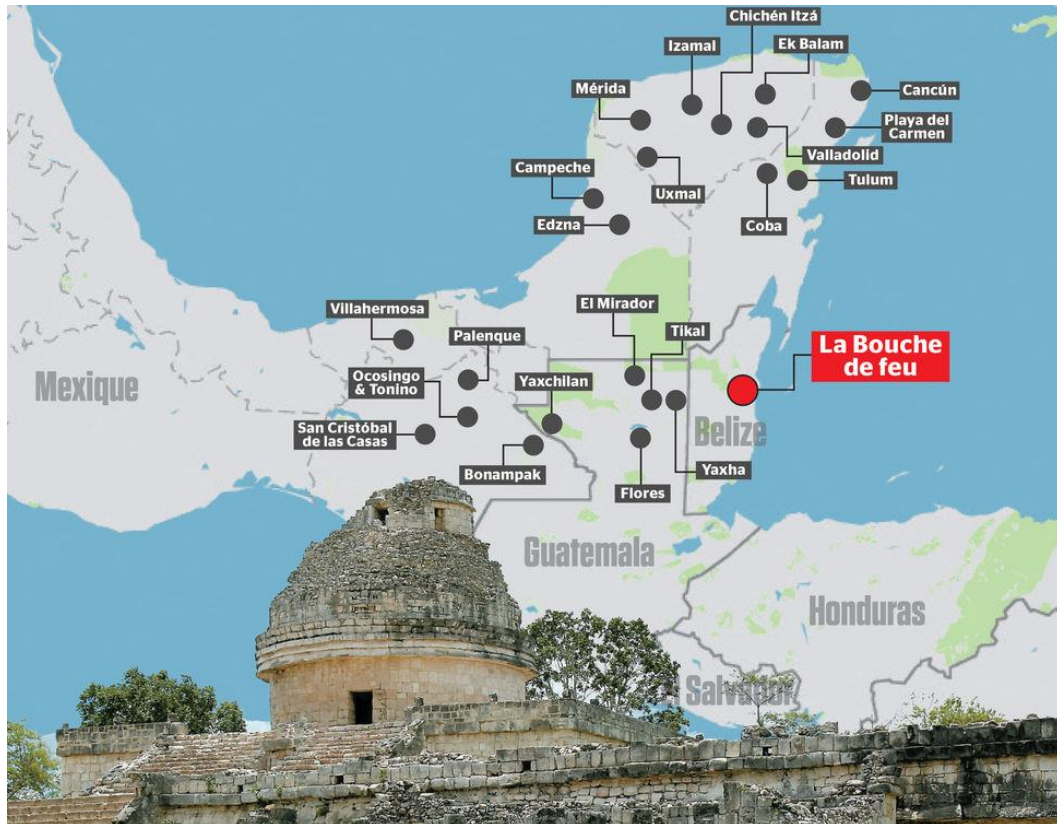 Chichén Itzá
Izamal
Ek Balam
Mérida
Cancún
Playa del
Carmen
Valladolid
Campeche
Uxmal
Tulum
Edzna
Coba
Villahermosa
El Mirador
Palenque
Tikal
La Bouche
de feu
Mexique
Ocosingo
& Tonino
Yaxchilan
San Cristóbal
de las Casas
Belize
Bonampak
Yaxha
Flores
Guatemala
Honduras
Salvador